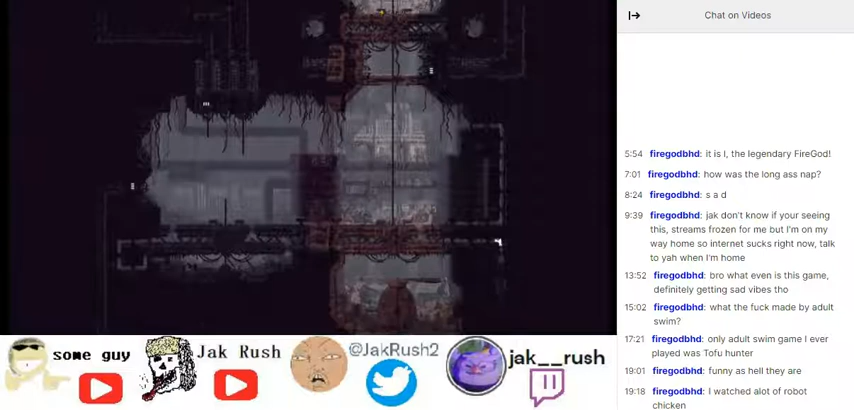 Chat on Videos
5:54 firegodbhd: it is I, the legendary FireGod!
7:01 firegodbhd: how was the long ass nap?
8:24 firegodbhd: s a d
9:39 firegodbhd: jak don't know if your seeing
this, streams frozen for me but I'm on my
way home so internet sucks right now, talk
to yah when I'm home
13:52 firegodbhd: bro what even is this game,
definitely getting sad vibes tho
15:02 firegodbhd: what the fuck made by adult
swim?
17:21 firegodbhd: only adult swim game I ever
played was Tofu hunter
19:01 firegodbhd: funny as hell they are
19:18 firegodbhd: I watched alot of robot
chicken
some guy
Jak Rush
@JakRush2
jak__rush